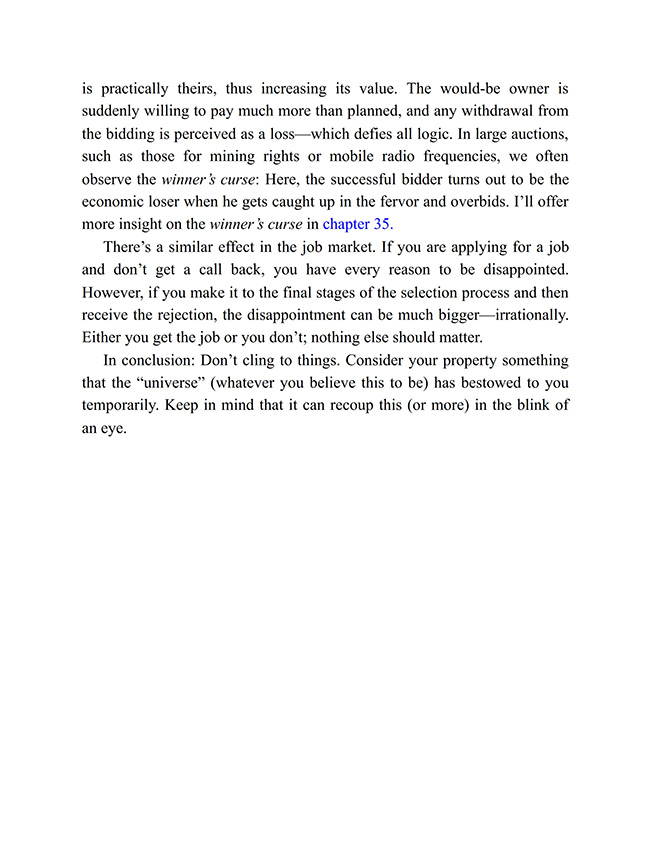 is practically theirs, thus increasing its value. The would-be owner is
suddenly willing to pay much more than planned, and any withdrawal from
the bidding is perceived as a loss—which defies all logic. In large auctions,
such as those for mining rights or mobile radio frequencies, we often
observe the winner’s curse: Here, the successful bidder turns out to be the
economic loser when he gets caught up in the fervor and overbids. I’ll offer
more insight on the winner’s curse in chapter 35.
There’s a similar effect in the job market. If you are applying for a job
and don’t get a call back, you have every reason to be disappointed.
However, if you make it to the final stages of the selection process and then
receive the rejection, the disappointment can be much bigger—irrationally.
Either you get the job or you don’t; nothing else should matter.
In conclusion: Don’t cling to things. Consider your property something
that the “universe” (whatever you believe this to be) has bestowed to you
temporarily. Keep in mind that it can recoup this (or more) in the blink of
an eye.